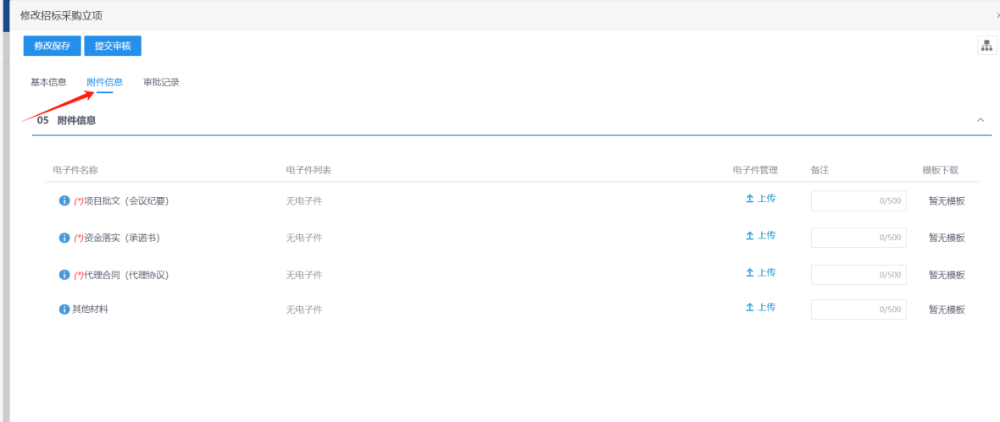 修改招标采购立项
修改保存 提交审核
基本信息 附件信息 审批记录
05 附件信息
电子件名称 电子件列表 电子件管理 备注 模板下载
(*)项目批文（会议纪要） 无电子件 上传 0/500 暂无模板
(*)资金落实（承诺书） 无电子件 上传 0/500 暂无模板
(*)代理合同（代理协议） 无电子件 上传 0/500 暂无模板
其他材料 无电子件 上传 0/500 暂无模板